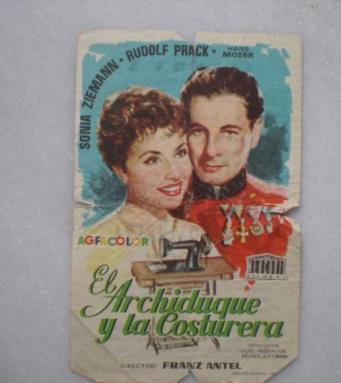 SONIA ZIEMANN • RUDOLF PRACK • HANS MOSER
AGFACOLOR
El Archiduque
y la Costurera
DIRECTOR: FRANZ ANTEL